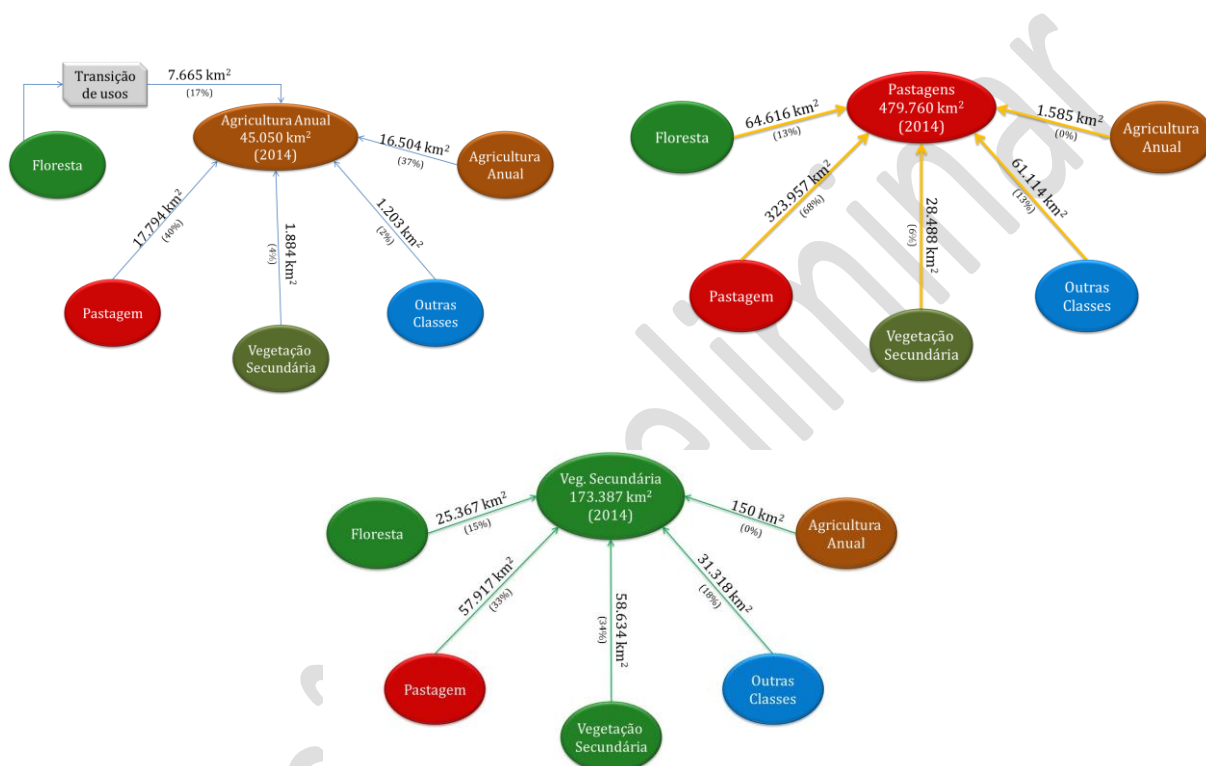 Transição
de usos
7.665 km²
(17%)
Floresta
Agricultura Anual
45.050 km²
(2014)
16.504 km²
(37%)
Agricultura
Anual
17.794 km²
(40%)
1.884 km²
(4%)
1.203 km²
(2%)
Pastagem
Vegetação
Secundária
Outras
Classes
Pastagens
479.760 km²
(2014)
64.616 km²
(13%)
Floresta
1.585 km²
(0%)
Agricultura
Anual
323.957 km²
(68%)
28.488 km²
(6%)
61.114 km²
(13%)
Pastagem
Vegetação
Secundária
Outras
Classes
Veg. Secundária
173.387 km²
(2014)
25.367 km²
(15%)
Floresta
150 km²
(0%)
Agricultura
Anual
57.917 km²
(33%)
58.634 km²
(34%)
31.318 km²
(18%)
Pastagem
Vegetação
Secundária
Outras
Classes